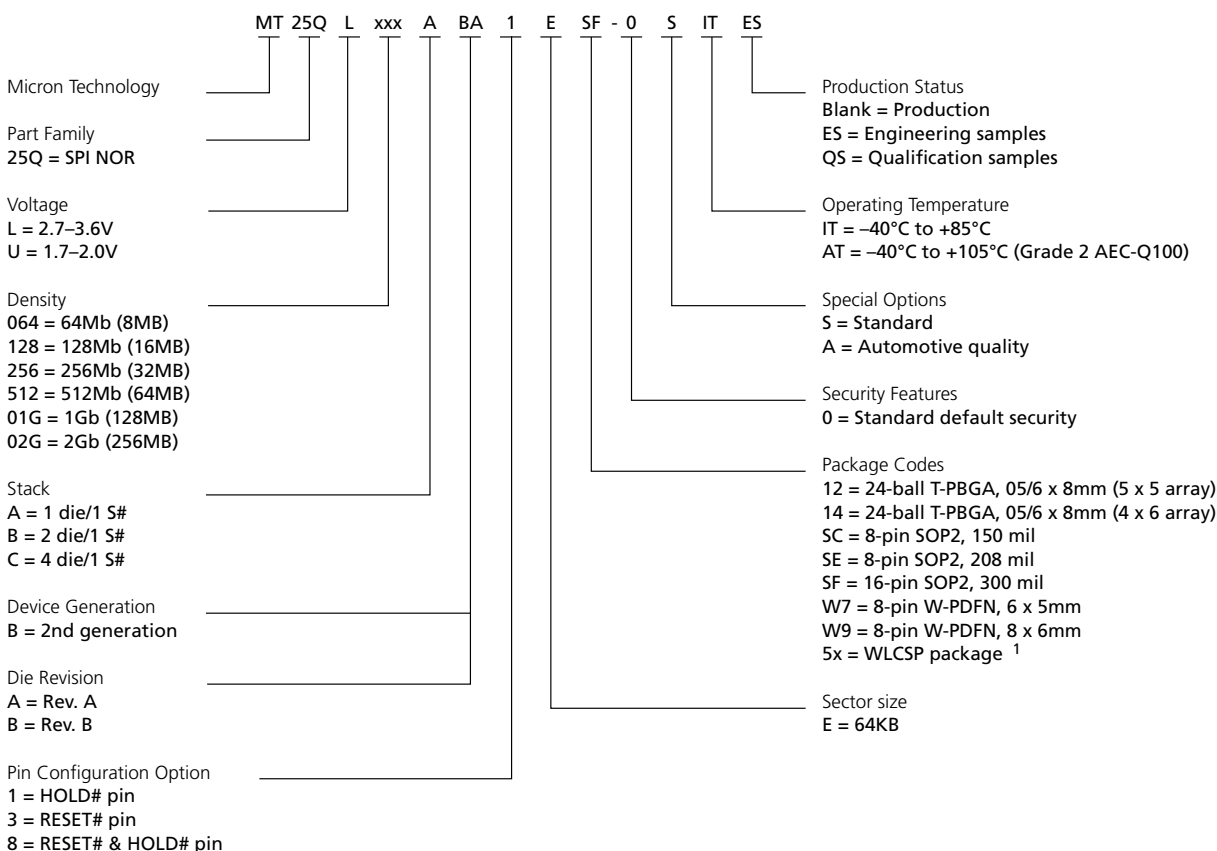 MT 25Q L xxx A BA 1 E SF - 0 S IT ES
Micron Technology
Part Family
25Q = SPI NOR
Voltage
L = 2.7–3.6V
U = 1.7–2.0V
Density
064 = 64Mb (8MB)
128 = 128Mb (16MB)
256 = 256Mb (32MB)
512 = 512Mb (64MB)
01G = 1Gb (128MB)
02G = 2Gb (256MB)
Stack
A = 1 die/1 S#
B = 2 die/1 S#
C = 4 die/1 S#
Device Generation
B = 2nd generation
Die Revision
A = Rev. A
B = Rev. B
Pin Configuration Option
1 = HOLD# pin
3 = RESET# pin
8 = RESET# & HOLD# pin
Production Status
Blank = Production
ES = Engineering samples
QS = Qualification samples
Operating Temperature
IT = –40°C to +85°C
AT = –40°C to +105°C (Grade 2 AEC-Q100)
Special Options
S = Standard
A = Automotive quality
Security Features
0 = Standard default security
Package Codes
12 = 24-ball T-PBGA, 05/6 x 8mm (5 x 5 array)
14 = 24-ball T-PBGA, 05/6 x 8mm (4 x 6 array)
SC = 8-pin SOP2, 150 mil
SE = 8-pin SOP2, 208 mil
SF = 16-pin SOP2, 300 mil
W7 = 8-pin W-PDFN, 6 x 5mm
W9 = 8-pin W-PDFN, 8 x 6mm
5x = WLCSP package 1
Sector size
E = 64KB